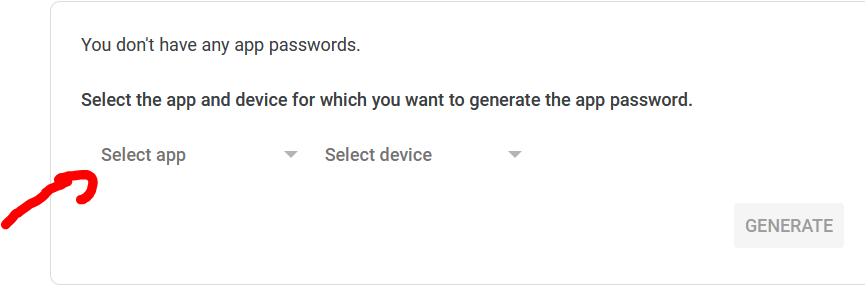 You don't have any app passwords.
Select the app and device for which you want to generate the app password.
Select app Select device
GENERATE